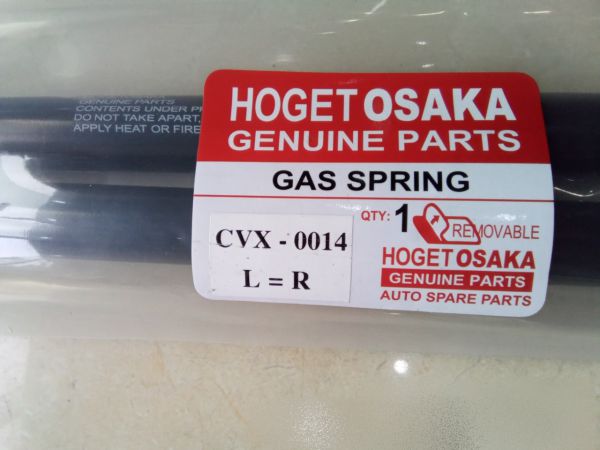 GENUINE PARTS
CONTENTS UNDER PR
DO NOT TAKE APART,
APPLY HEAT OR FIRE
HOGET OSAKA
GENUINE PARTS
GAS SPRING
CVX - 0014
L = R
QTY: 1
REMOVABLE
HOGET OSAKA
GENUINE PARTS
AUTO SPARE PARTS